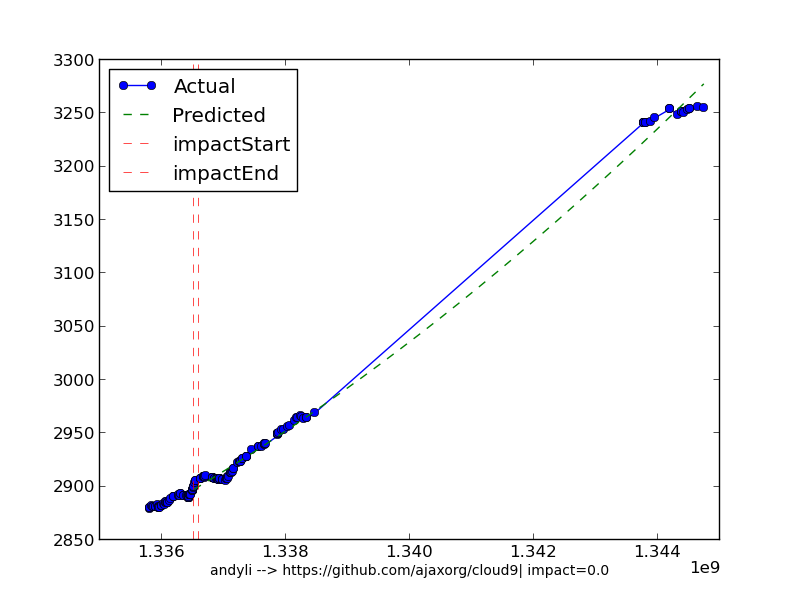 3300
3250
3200
3150
3100
3050
3000
2950
2900
2850
Actual
Predicted
impactStart
impactEnd
1.336 1.338 1.340 1.342 1.344
1e9
andyli --> https://github.com/ajaxorg/cloud9| impact=0.0